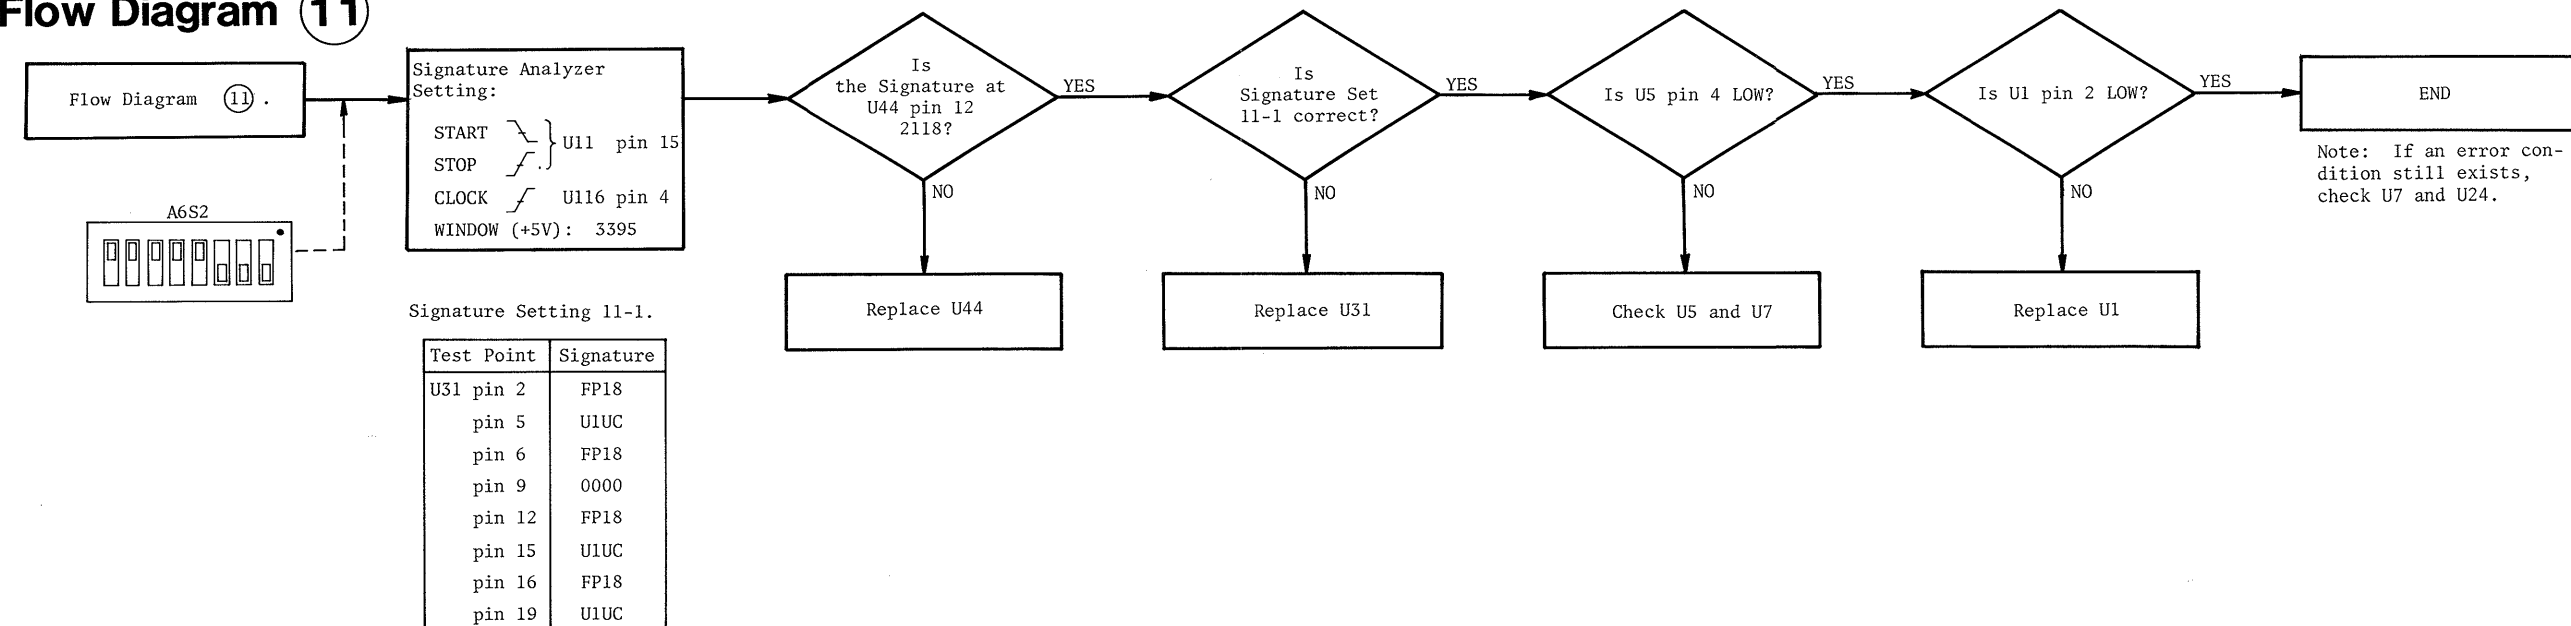 Flow Diagram 11
Flow Diagram 11 .
A6S2
Signature Analyzer
Setting:
START
STOP
U11 pin 15
CLOCK U116 pin 4
WINDOW (+5V): 3395
Is
the Signature at
U44 pin 12
2118?
YES
NO
Replace U44
Is
Signature Set
11-1 correct?
YES
NO
Replace U31
Is U5 pin 4 LOW?
YES
NO
Check U5 and U7
Is U1 pin 2 LOW?
YES
NO
Replace U1
END
Note: If an error con-
dition still exists,
check U7 and U24.
Signature Setting 11-1.
Test Point Signature
U31 pin 2 FP18
pin 5 U1UC
pin 6 FP18
pin 9 0000
pin 12 FP18
pin 15 U1UC
pin 16 FP18
pin 19 U1UC